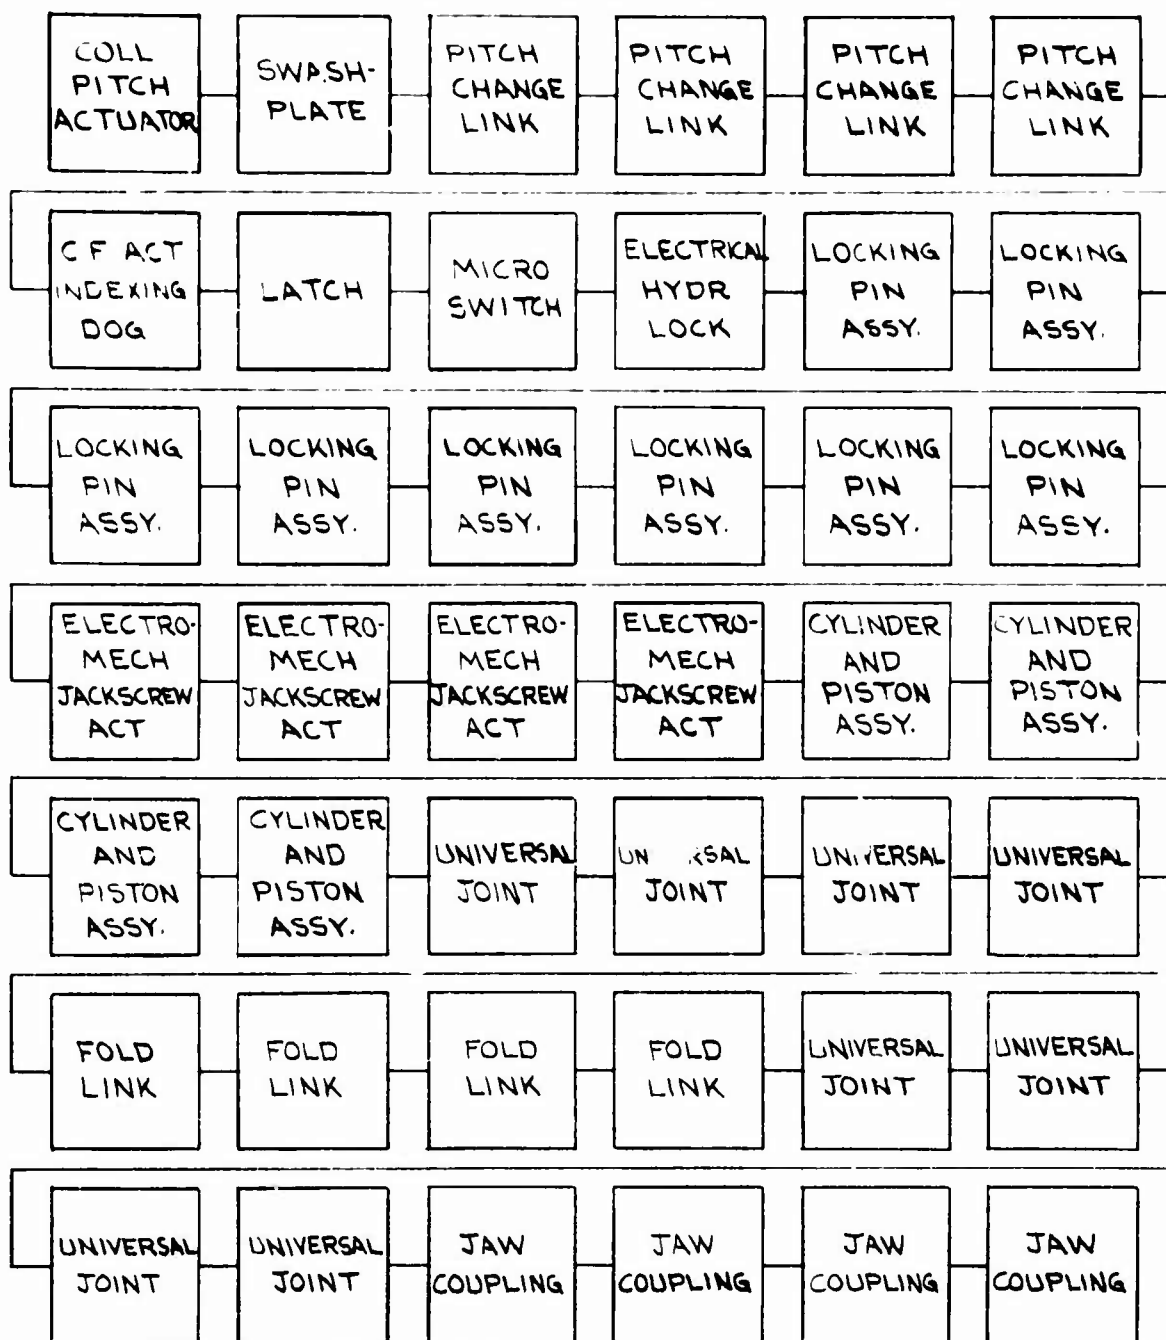 COLL
PITCH
ACTUATOR
SWASH-
PLATE
PITCH
CHANGE
LINK
PITCH
CHANGE
LINK
PITCH
CHANGE
LINK
PITCH
CHANGE
LINK
C F ACT
INDEXING
DOG
LATCH
MICRO
SWITCH
ELECTRICAL
HYDR
LOCK
LOCKING
PIN
ASSY.
LOCKING
PIN
ASSY.
LOCKING
PIN
ASSY.
LOCKING
PIN
ASSY.
LOCKING
PIN
ASSY.
LOCKING
PIN
ASSY.
LOCKING
PIN
ASSY.
LOCKING
PIN
ASSY.
ELECTRO-
MECH
JACKSCREW
ACT
ELECTRO-
MECH
JACKSCREW
ACT
ELECTRO-
MECH
JACKSCREW
ACT
ELECTRO-
MECH
JACKSCREW
ACT
CYLINDER
AND
PISTON
ASSY.
CYLINDER
AND
PISTON
ASSY.
CYLINDER
AND
PISTON
ASSY.
CYLINDER
AND
PISTON
ASSY.
UNIVERSAL
JOINT
JOINT
UNIVERSAL
JOINT
UNIVERSAL
JOINT
FOLD
LINK
FOLD
LINK
FOLD
LINK
FOLD
LINK
UNIVERSAL
JOINT
UNIVERSAL
JOINT
UNIVERSAL
JOINT
UNIVERSAL
JOINT
JAW
COUPLING
JAW
COUPLING
JAW
COUPLING
JAW
COUPLING